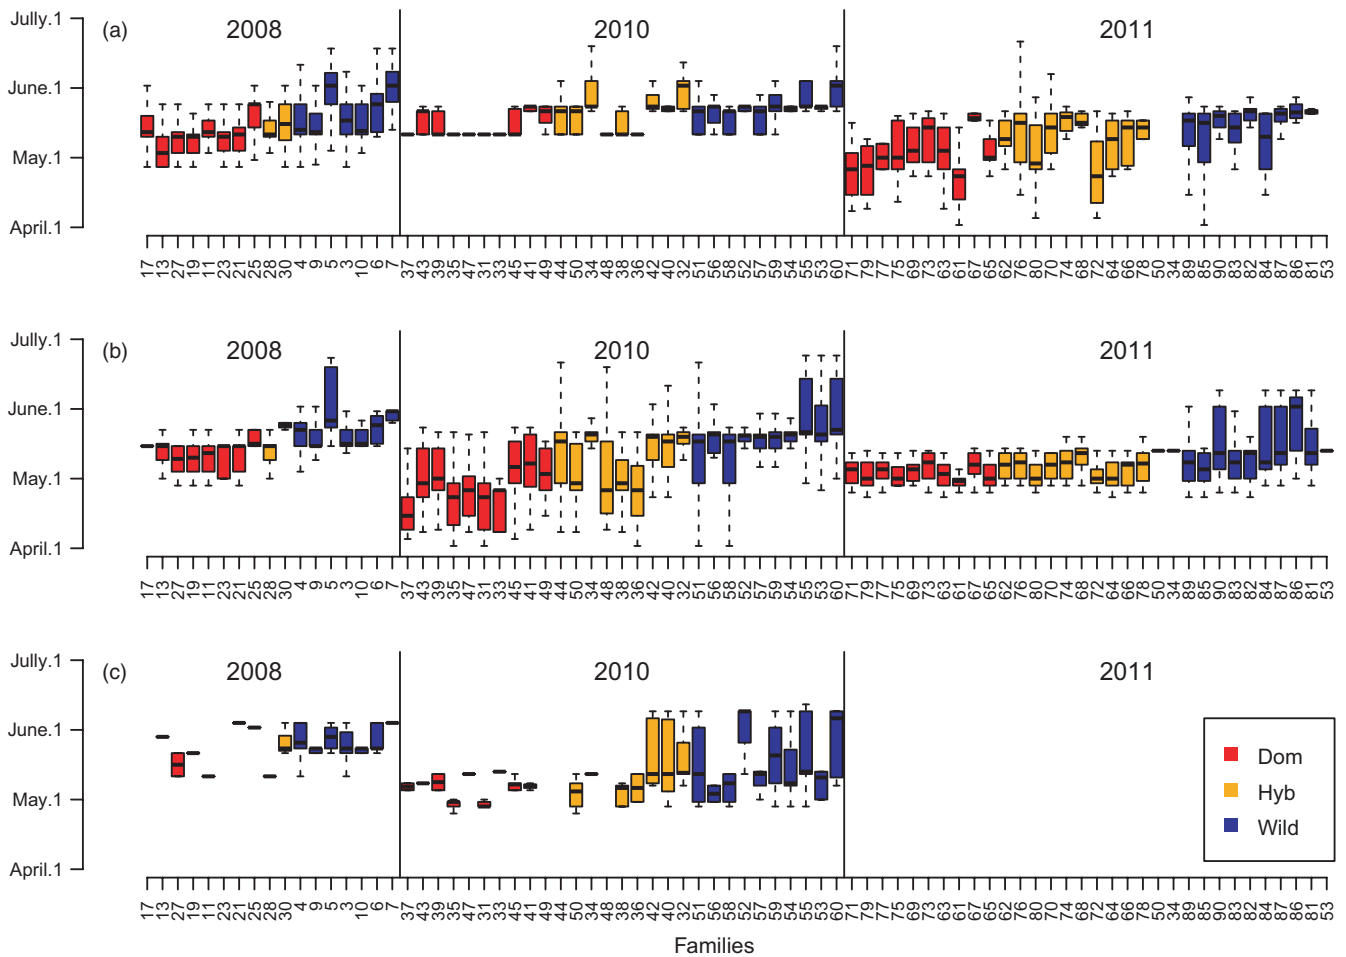 (a) 2008 2010 2011
Jully.1
June.1
May.1
April.1
17 13 27 19 11 23 21 25 28 30 4 9 5 3 10 6 7 37 43 39 35 47 31 33 45 41 49 44 50 34 48 38 36 42 40 32 51 56 58 52 57 59 54 55 53 60 71 79 77 75 69 73 63 61 67 65 62 76 80 70 74 68 72 64 66 78 50 34 89 85 90 83 82 84 87 86 81 53
(b) 2008 2010 2011
Jully.1
June.1
May.1
April.1
17 13 27 19 11 23 21 25 28 30 4 9 5 3 10 6 7 37 43 39 35 47 31 33 45 41 49 44 50 34 48 38 36 42 40 32 51 56 58 52 57 59 54 55 53 60 71 79 77 75 69 73 63 61 67 65 62 76 80 70 74 68 72 64 66 78 50 34 89 85 90 83 82 84 87 86 81 53
(c) 2008 2010 2011
Jully.1
June.1
May.1
April.1
Dom
Hyb
Wild
17 13 27 19 11 23 21 25 28 30 4 9 5 3 10 6 7 37 43 39 35 47 31 33 45 41 49 44 50 34 48 38 36 42 40 32 51 56 58 52 57 59 54 55 53 60 71 79 77 75 69 73 63 61 67 65 62 76 80 70 74 68 72 64 66 78 50 34 89 85 90 83 82 84 87 86 81 53
Families